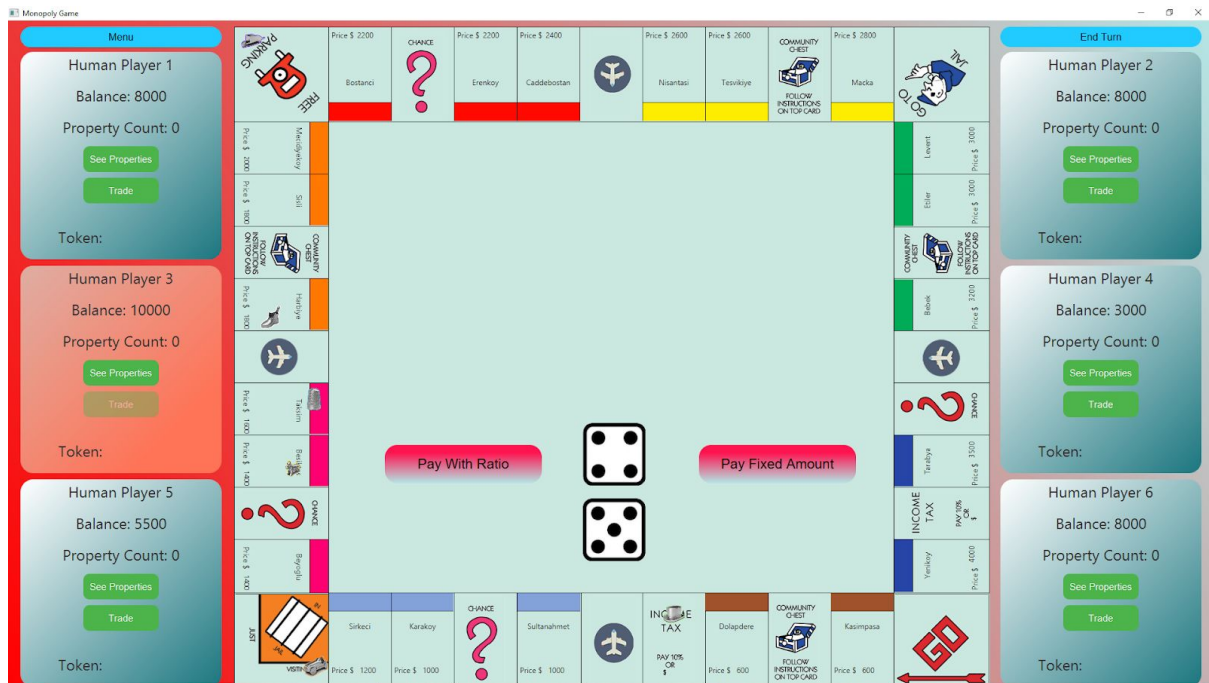 Monopoly Game
Menu
Human Player 1
Balance: 8000
Property Count: 0
See Properties
Trade
Token:
Human Player 3
Balance: 10000
Property Count: 0
See Properties
Trade
Token:
Human Player 5
Balance: 5500
Property Count: 0
See Properties
Trade
Token:
FREE
PARKING
Price $ 2200
Bostanci
CHANCE
Price $ 2200
Erenkoy
Price $ 2400
Caddebostan
Price $ 2600
Nisantasi
Price $ 2600
Tesvikiye
COMMUNITY
CHEST
FOLLOW
INSTRUCTIONS
ON TOP CARD
Price $ 2800
Macka
GO TO
JAIL
Mecidiyekoy
Price $ 2000
Sisli
Price $ 1800
COMMUNITY
CHEST
FOLLOW
INSTRUCTIONS
ON TOP CARD
Harbiye
Price $ 1800
Taksim
Price $ 1600
Price $ 1400
CHANCE
Beyoglu
Price $ 1400
Levent
Price $ 3000
Etiler
Price $ 3000
COMMUNITY
CHEST
FOLLOW
INSTRUCTIONS
ON TOP CARD
Bebek
Price $ 3200
CHANCE
Tarabya
Price $ 3500
INCOME
TAX
PAY 10%
OR
$
Yenikoy
Price $ 4000
Pay With Ratio
Pay Fixed Amount
IN
JAIL
JUST
Sirkeci
Price $ 1200
Karakoy
Price $ 1000
CHANCE
Sultanahmet
Price $ 1000
TAX
PAY 10%
OR
$
Dolapdere
Price $ 600
COMMUNITY
CHEST
FOLLOW
INSTRUCTIONS
ON TOP CARD
Kasimpasa
Price $ 600
GO
End Turn
Human Player 2
Balance: 8000
Property Count: 0
See Properties
Trade
Token:
Human Player 4
Balance: 3000
Property Count: 0
See Properties
Trade
Token:
Human Player 6
Balance: 8000
Property Count: 0
See Properties
Trade
Token: